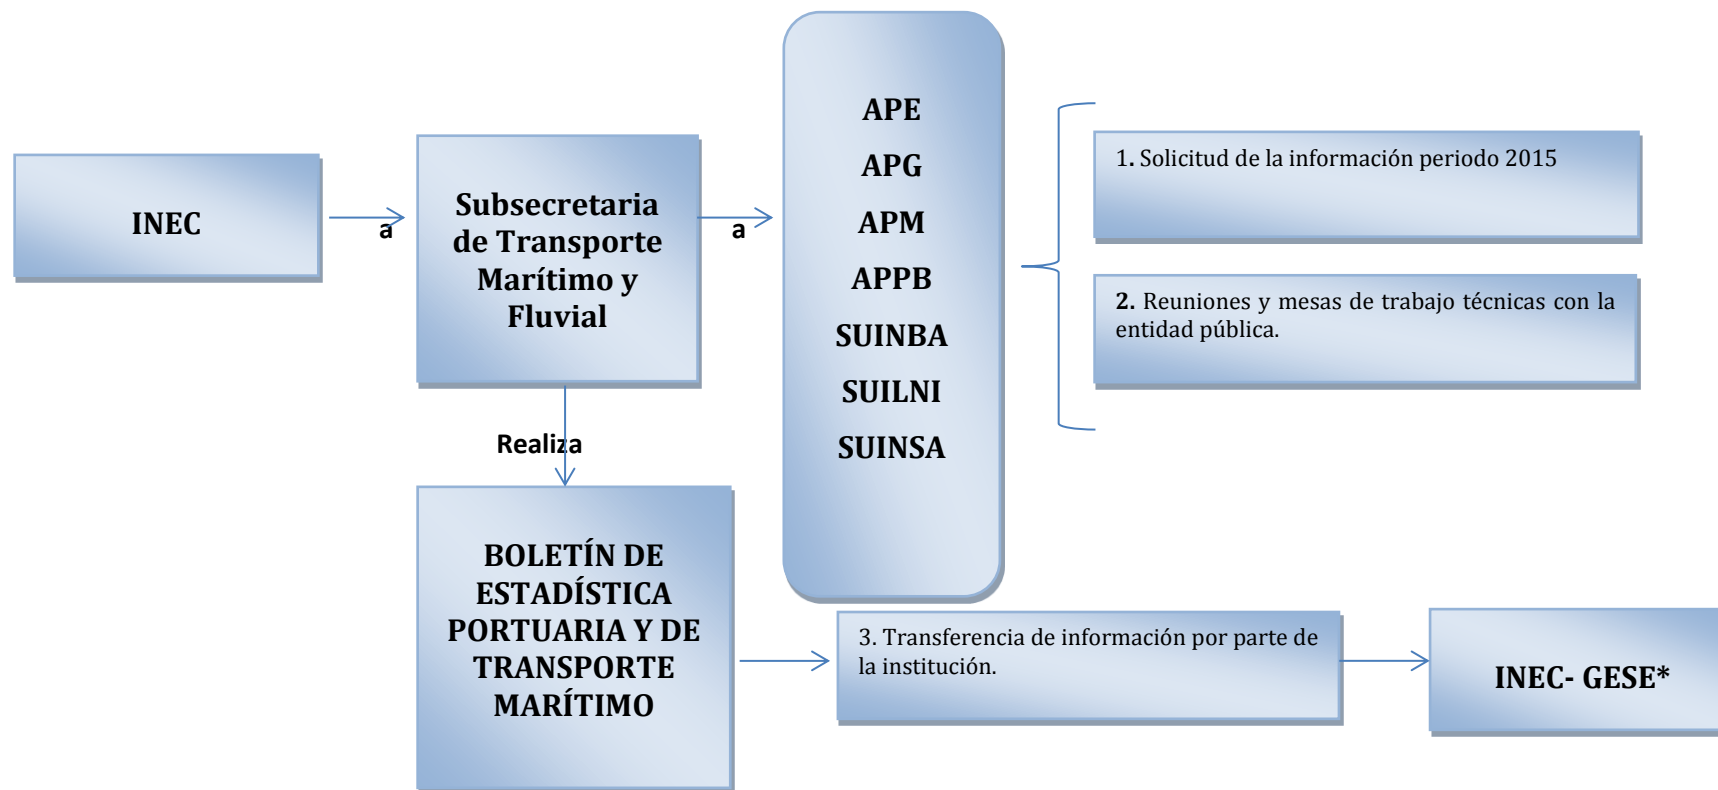 INEC
a
Subsecretaria
de Transporte
Marítimo y
Fluvial
a
APE
APG
APM
APPB
SUINBA
SUILNI
SUINSA
1. Solicitud de la información periodo 2015
2. Reuniones y mesas de trabajo técnicas con la
entidad pública.
Realiza
BOLETÍN DE
ESTADÍSTICA
PORTUARIA Y DE
TRANSPORTE
MARÍTIMO
3. Transferencia de información por parte de
la institución.
INEC- GESE*